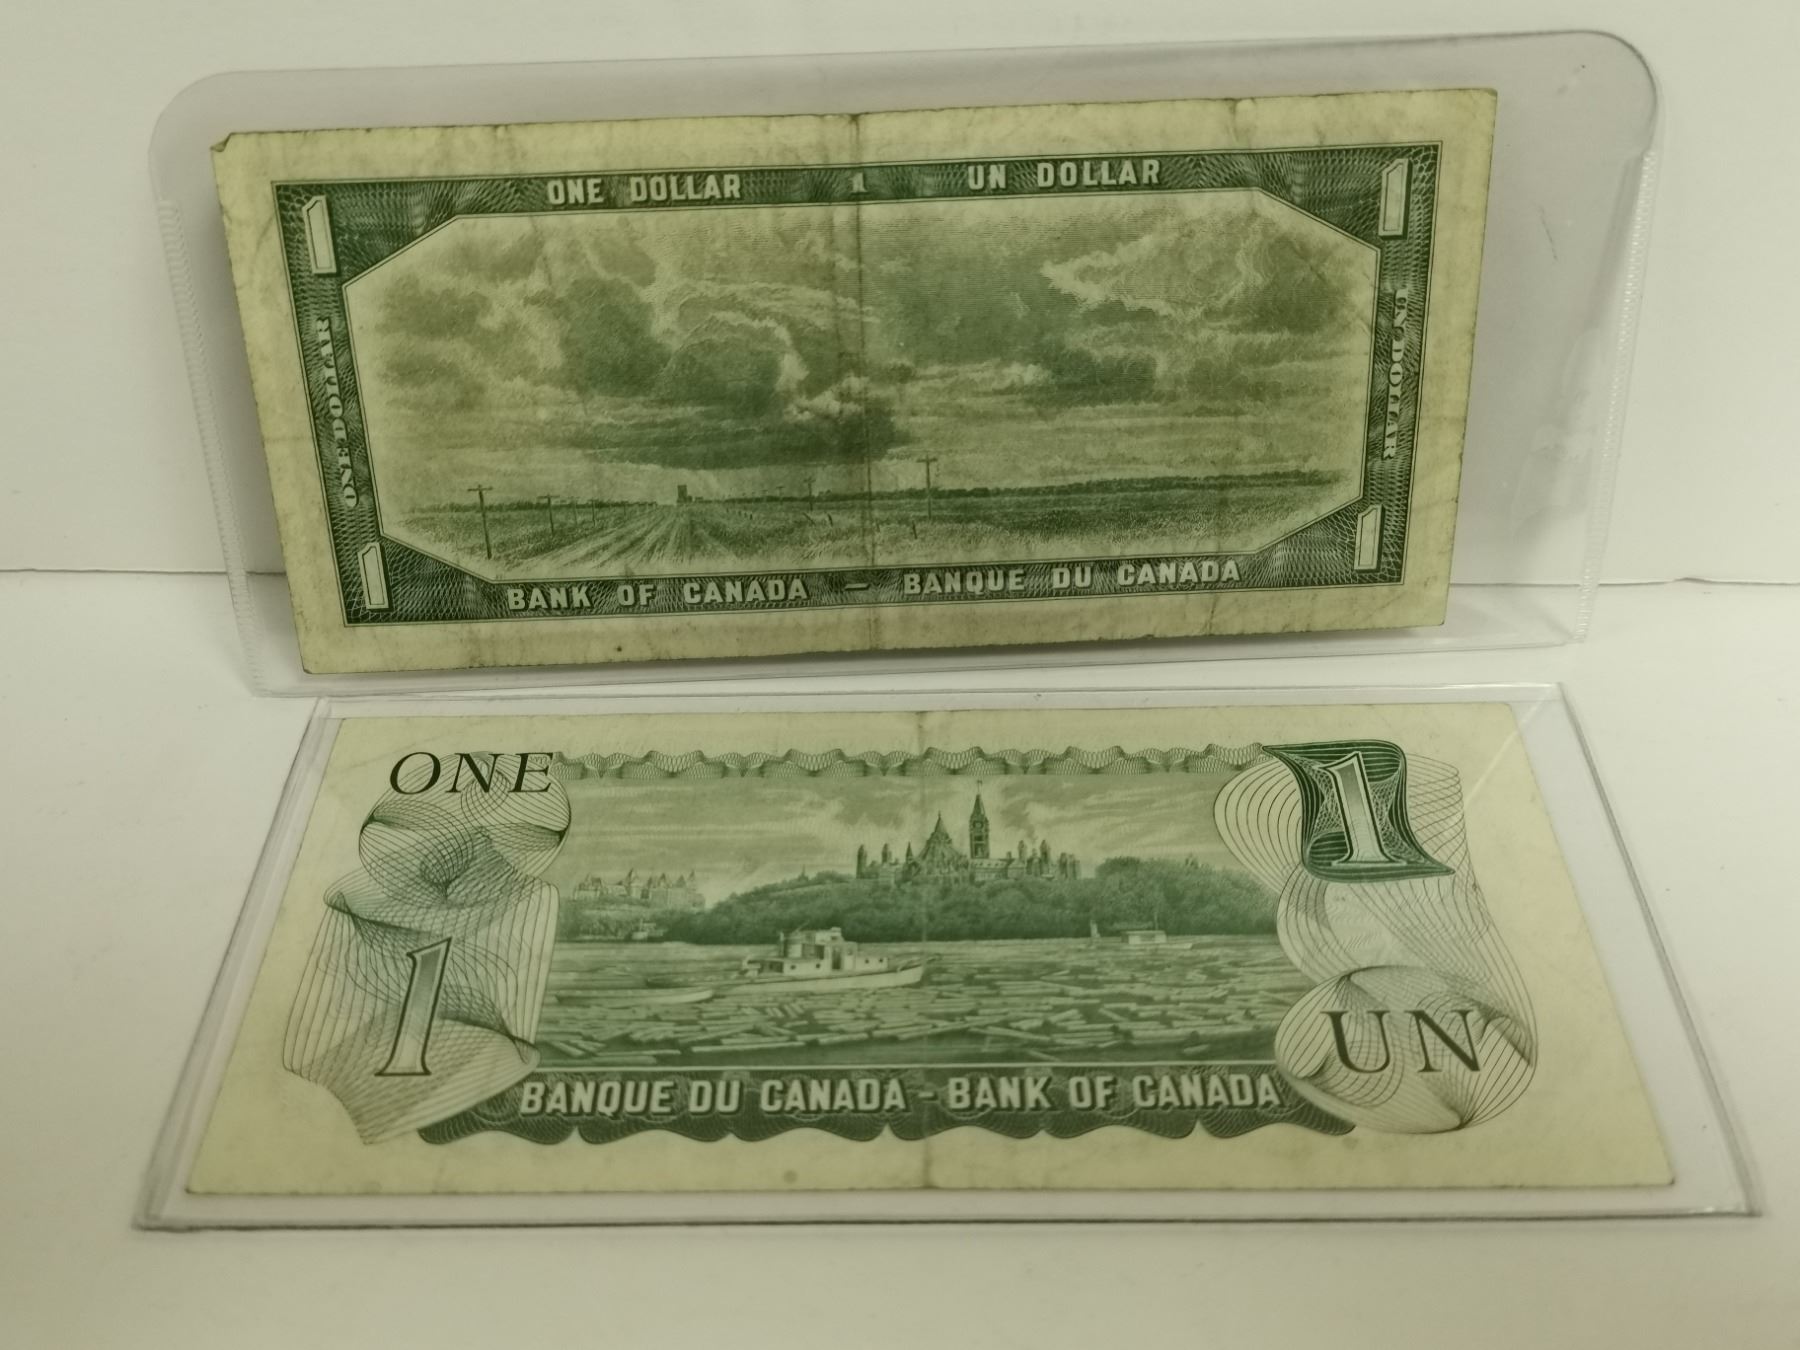 ONE DOLLAR 1 UN DOLLAR
1 1
ONE DOLLAR UN DOLLAR
1 1
BANK OF CANADA – BANQUE DU CANADA
ONE 1
1 UN
BANQUE DU CANADA – BANK OF CANADA